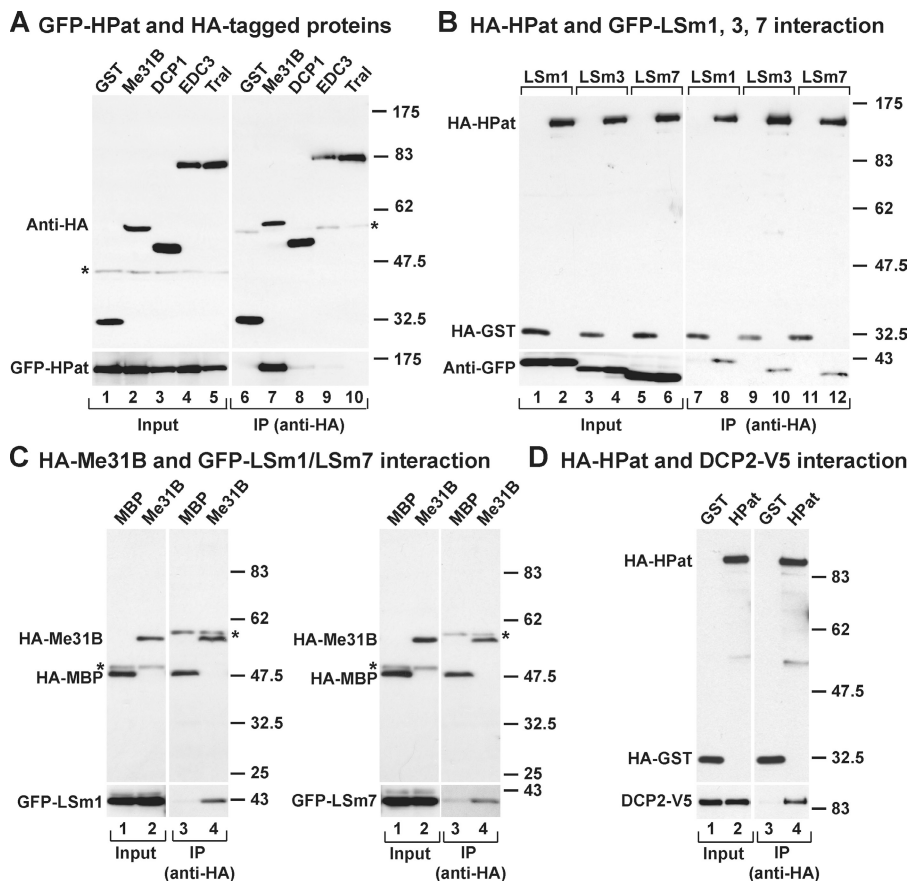 A GFP-HPat and HA-tagged proteins
GST Me31B DCP1 EDC3 Tral GST Me31B DCP1 EDC3 Tral
175
83
62
Anti-HA
*
47.5
*
32.5
GFP-HPat
175
1 2 3 4 5 6 7 8 9 10
Input IP (anti-HA)
B HA-HPat and GFP-LSm1, 3, 7 interaction
LSm1 LSm3 LSm7 LSm1 LSm3 LSm7
175
HA-HPat
83
62
47.5
HA-GST
32.5
43
Anti-GFP
1 2 3 4 5 6 7 8 9 10 11 12
Input IP (anti-HA)
C HA-Me31B and GFP-LSm1/LSm7 interaction
MBP Me31B MBP Me31B
83
62
HA-Me31B
*
*
HA-MBP
47.5
32.5
25
GFP-LSm1
43
1 2 3 4
Input IP
(anti-HA)
MBP Me31B MBP Me31B
83
62
HA-Me31B
*
*
HA-MBP
47.5
32.5
25
43
GFP-LSm7
1 2 3 4
Input IP
(anti-HA)
D HA-HPat and DCP2-V5 interaction
GST HPat GST HPat
HA-HPat
83
62
47.5
HA-GST
32.5
DCP2-V5
83
1 2 3 4
Input IP
(anti-HA)